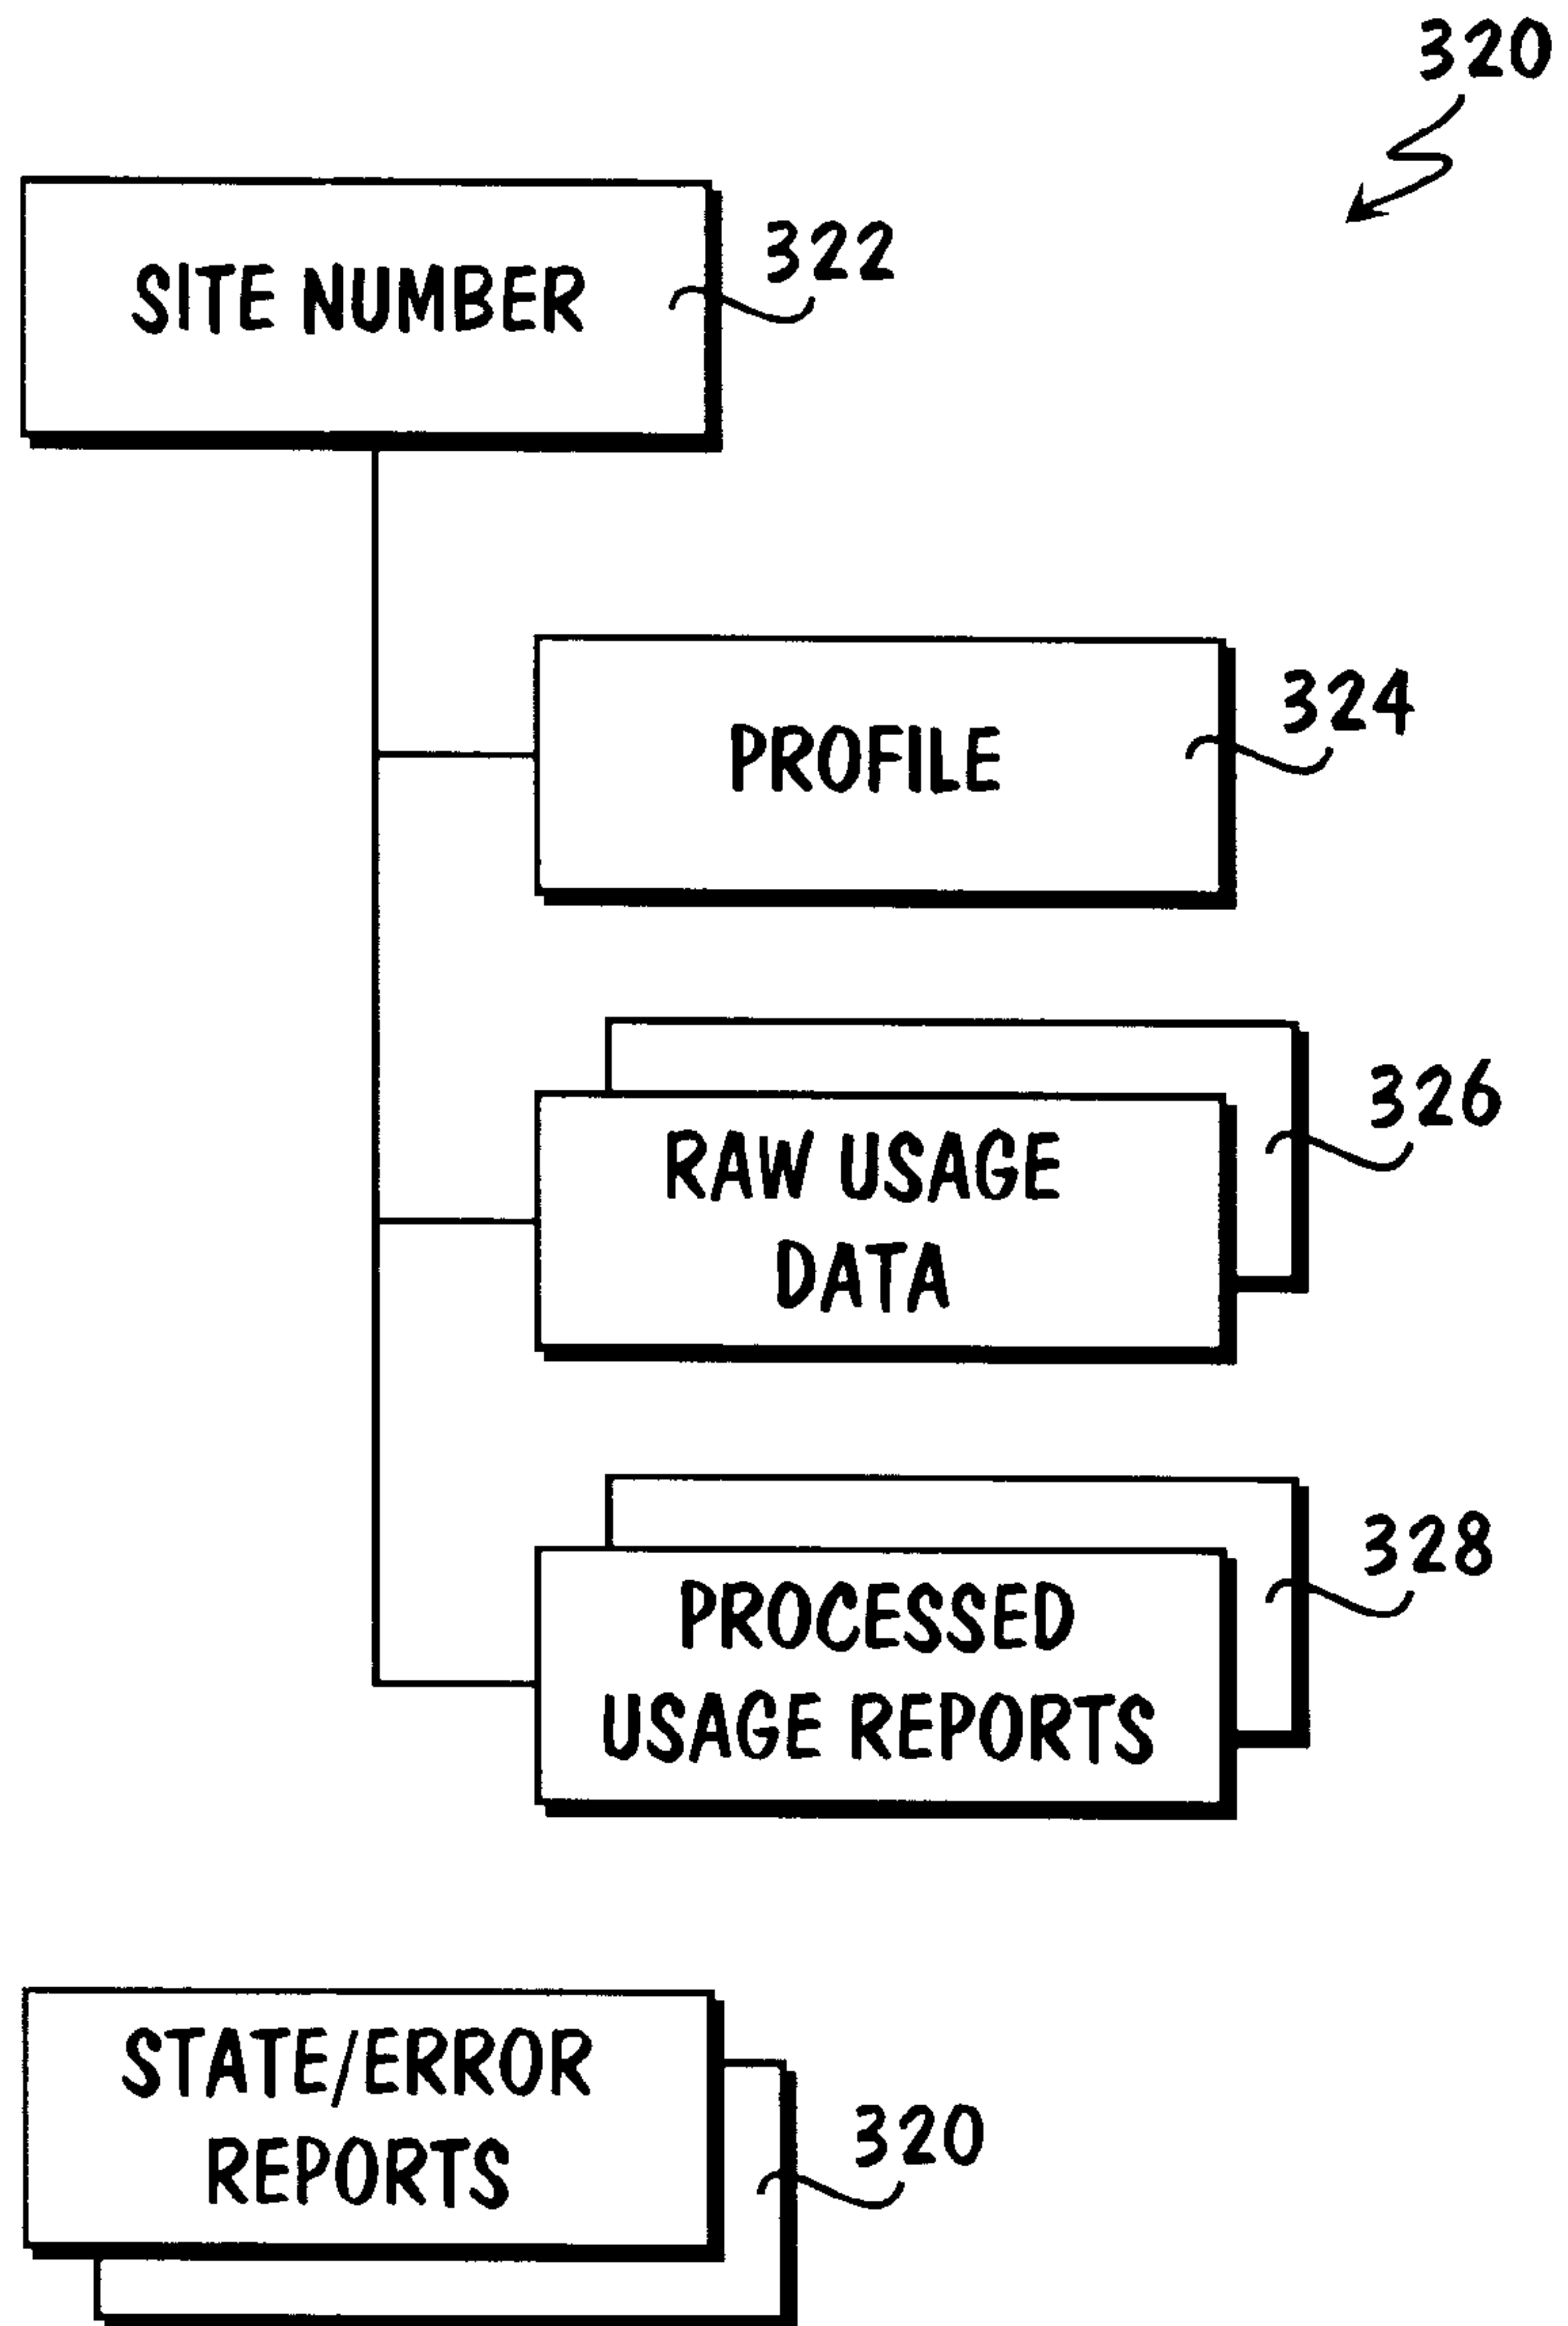 320
SITE NUMBER
322
PROFILE
324
RAW USAGE
DATA
326
PROCESSED
USAGE REPORTS
328
STATE/ERROR
REPORTS
320